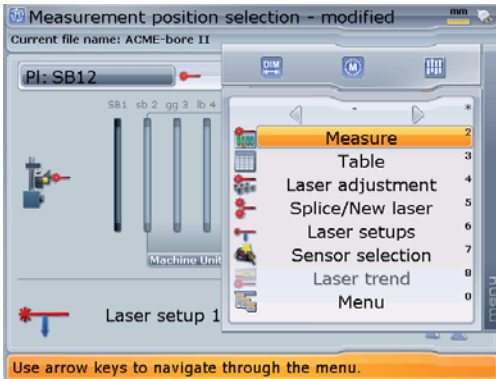 Measurement position selection - modified
mm
Current file name: ACME-bore II
Pl: SB12
DIM
M
SB1 sb 2 gg 3 lb 4
- *
Measure 2
Table 3
Laser adjustment 4
Splice/New laser 5
Laser setups 6
Sensor selection 7
Laser trend 8
Menu 0
Machine Unit
menu
Laser setup 1
Use arrow keys to navigate through the menu.